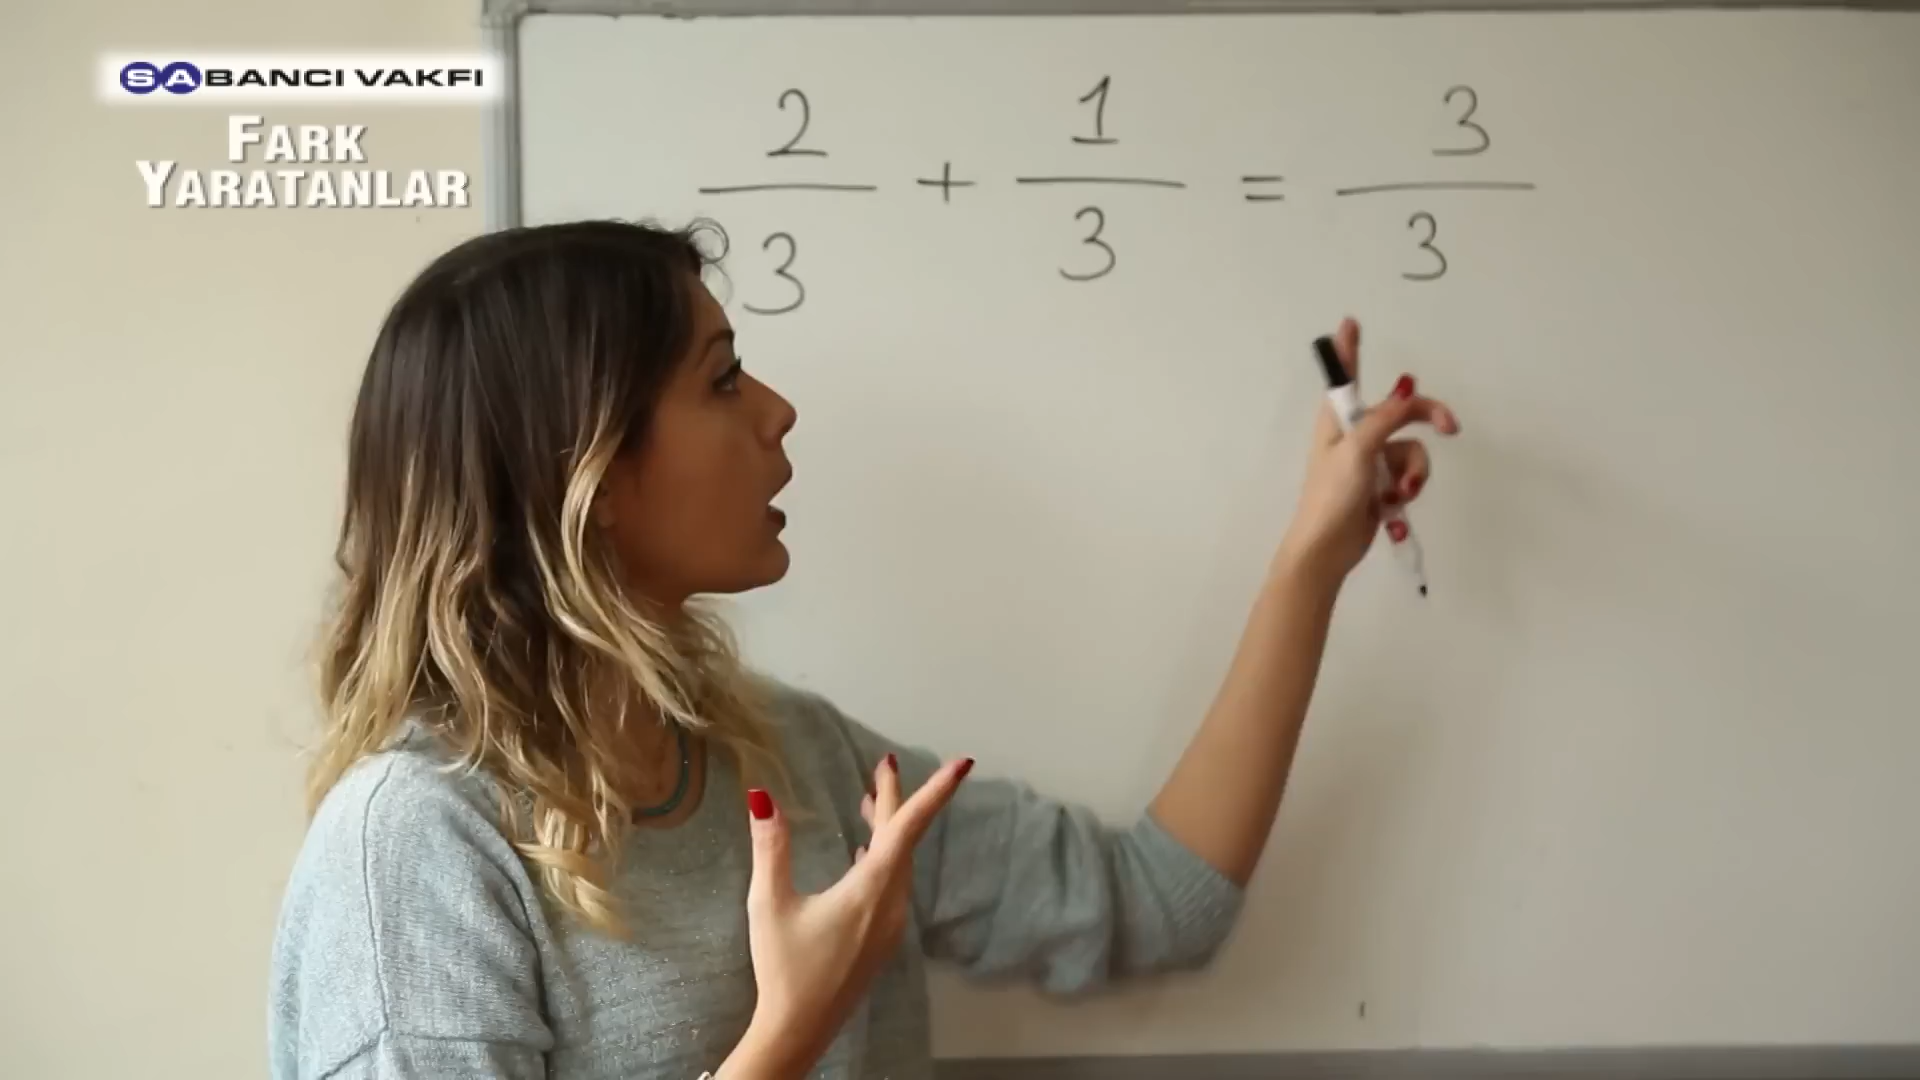 SABANCI VAKFI
FARK
YARATANLAR
2/3 + 1/3 = 3/3